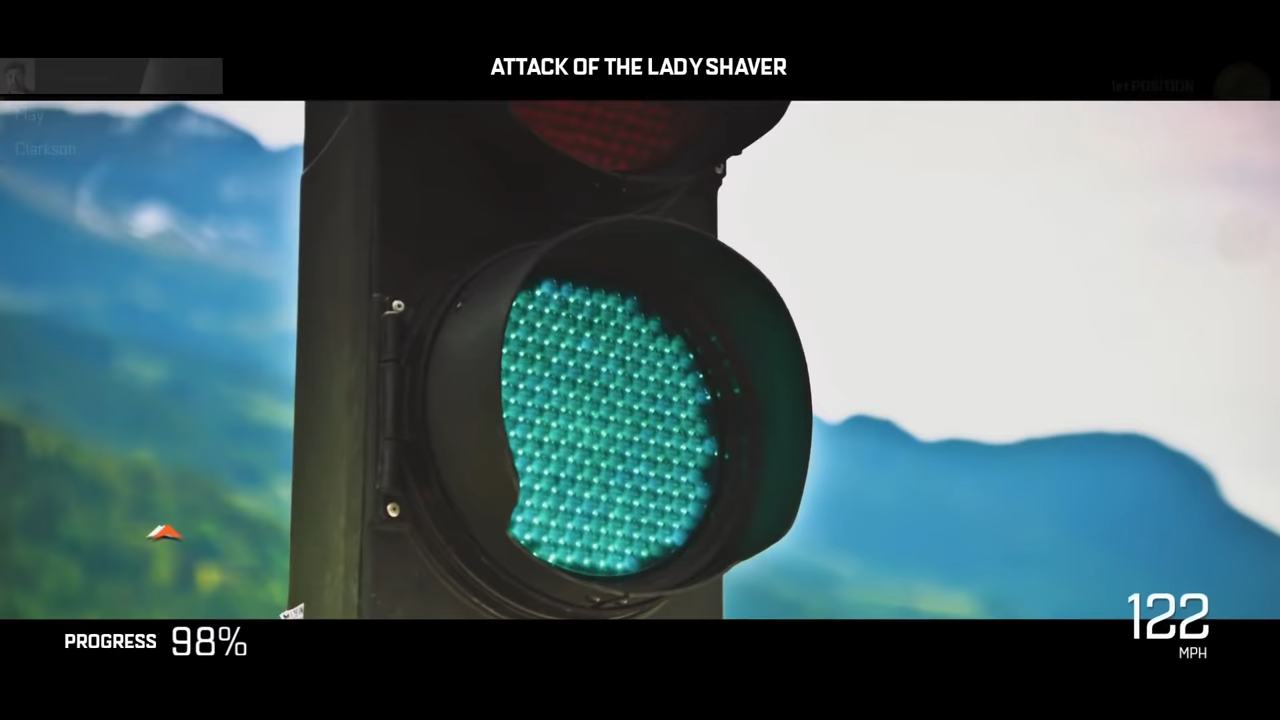 ATTACK OF THE LADY SHAVER
1st POSITION
Play
Clarkson
PROGRESS 98%
122
MPH